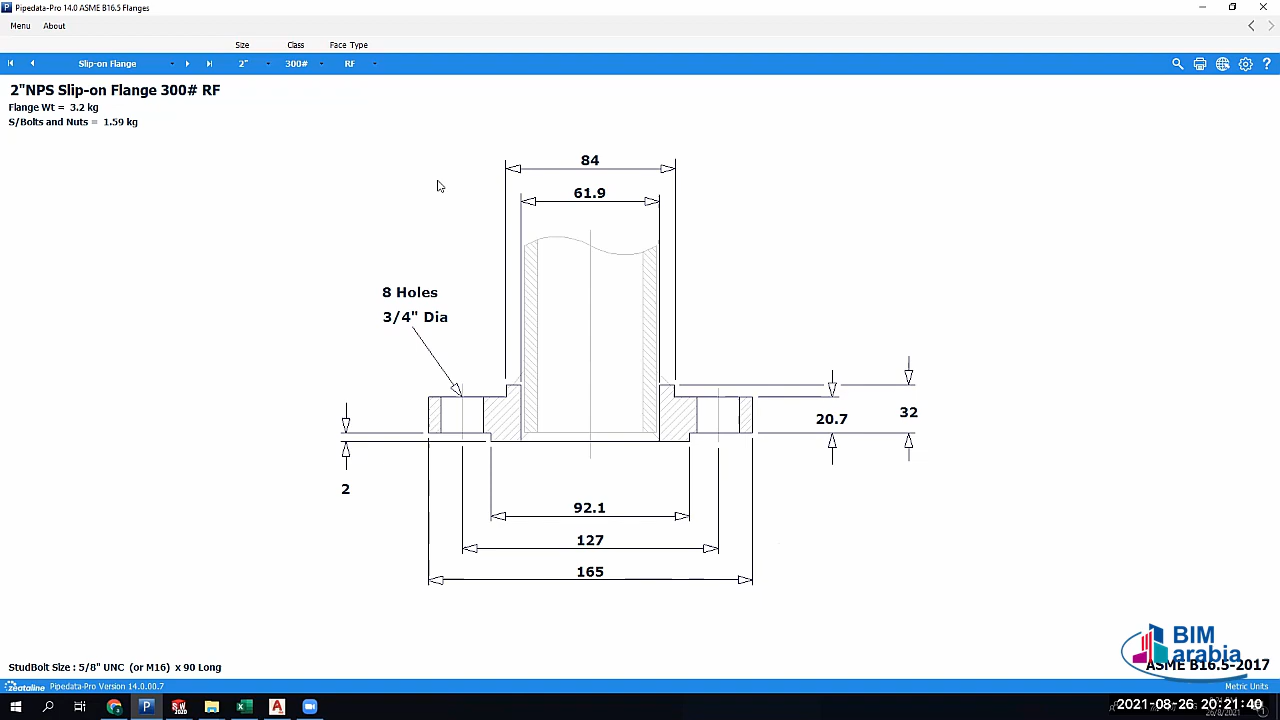 Pipedata-Pro 14.0 ASME B16.5 Flanges
Menu About
Size Class Face Type
Slip-on Flange 2" 300# RF
2"NPS Slip-on Flange 300# RF
Flange Wt = 3.2 kg
S/Bolts and Nuts = 1.59 kg
84
61.9
8 Holes
3/4" Dia
20.7
32
2
92.1
127
165
BIM
arabia
StudBolt Size : 5/8" UNC (or M16) x 90 Long
ASME B16.5-2017
zeataline Pipedata-Pro Version 14.0.00.7
Metric Units
2021-08-26 20:21:40